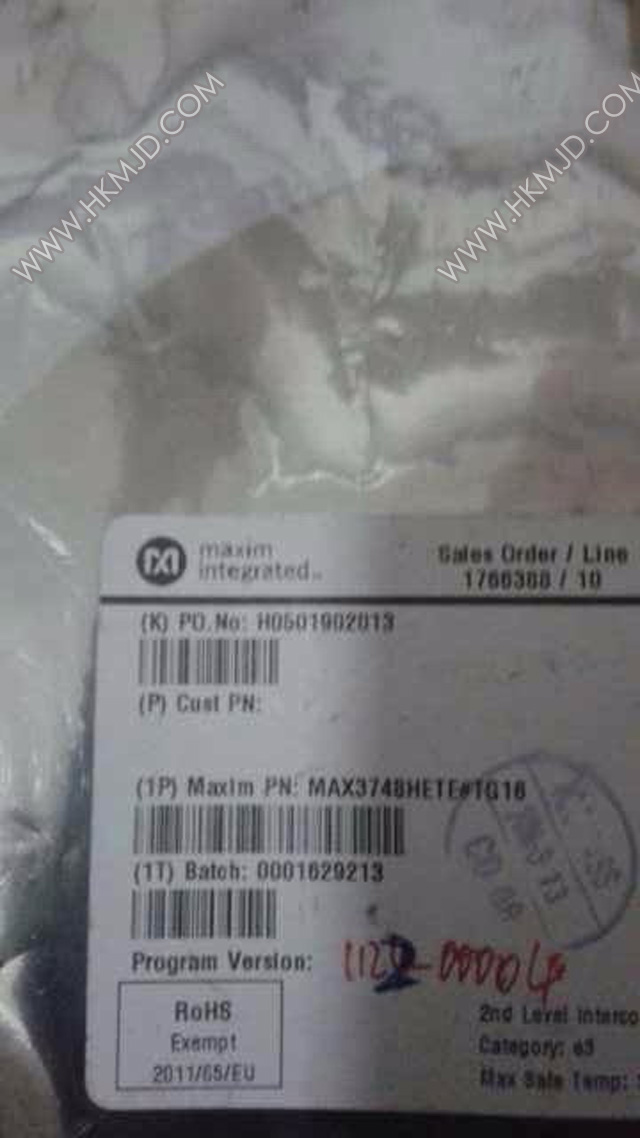 WWW.HKMJD.COM
WWW.HKMJD.COM
maxim integrated™
Sales Order / Line
1766388 / 10
(K) PO.No: H0501902013
(P) Cust PN:
(1P) Maxim PN: MAX3748HETE#TG16
(1T) Batch: 0001629213
Program Version:
RoHS
Exempt
2011/65/EU
2nd Level Interco
Category: e3
Max Safe Temp: